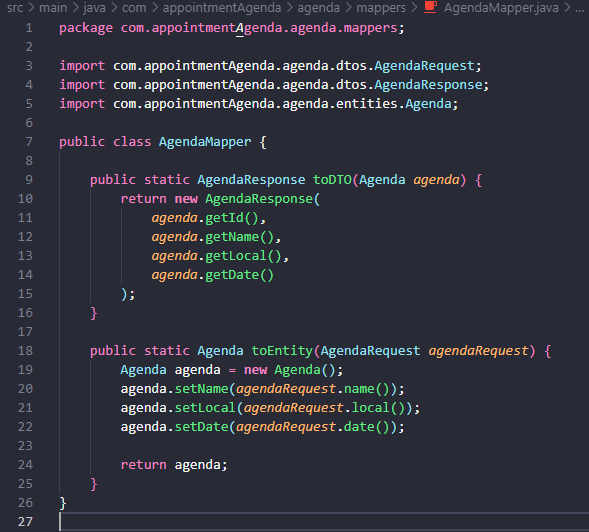 src > main > java > com > appointmentAgenda > agenda > mappers > AgendaMapper.java > ...
1 package com.appointmentAgenda.agenda.mappers;
2
3 import com.appointmentAgenda.agenda.dtos.AgendaRequest;
4 import com.appointmentAgenda.agenda.dtos.AgendaResponse;
5 import com.appointmentAgenda.agenda.entities.Agenda;
6
7 public class AgendaMapper {
8
9     public static AgendaResponse toDTO(Agenda agenda) {
10         return new AgendaResponse(
11             agenda.getId(),
12             agenda.getName(),
13             agenda.getLocal(),
14             agenda.getDate()
15         );
16     }
17
18     public static Agenda toEntity(AgendaRequest agendaRequest) {
19         Agenda agenda = new Agenda();
20         agenda.setName(agendaRequest.name());
21         agenda.setLocal(agendaRequest.local());
22         agenda.setDate(agendaRequest.date());
23
24         return agenda;
25     }
26 }
27